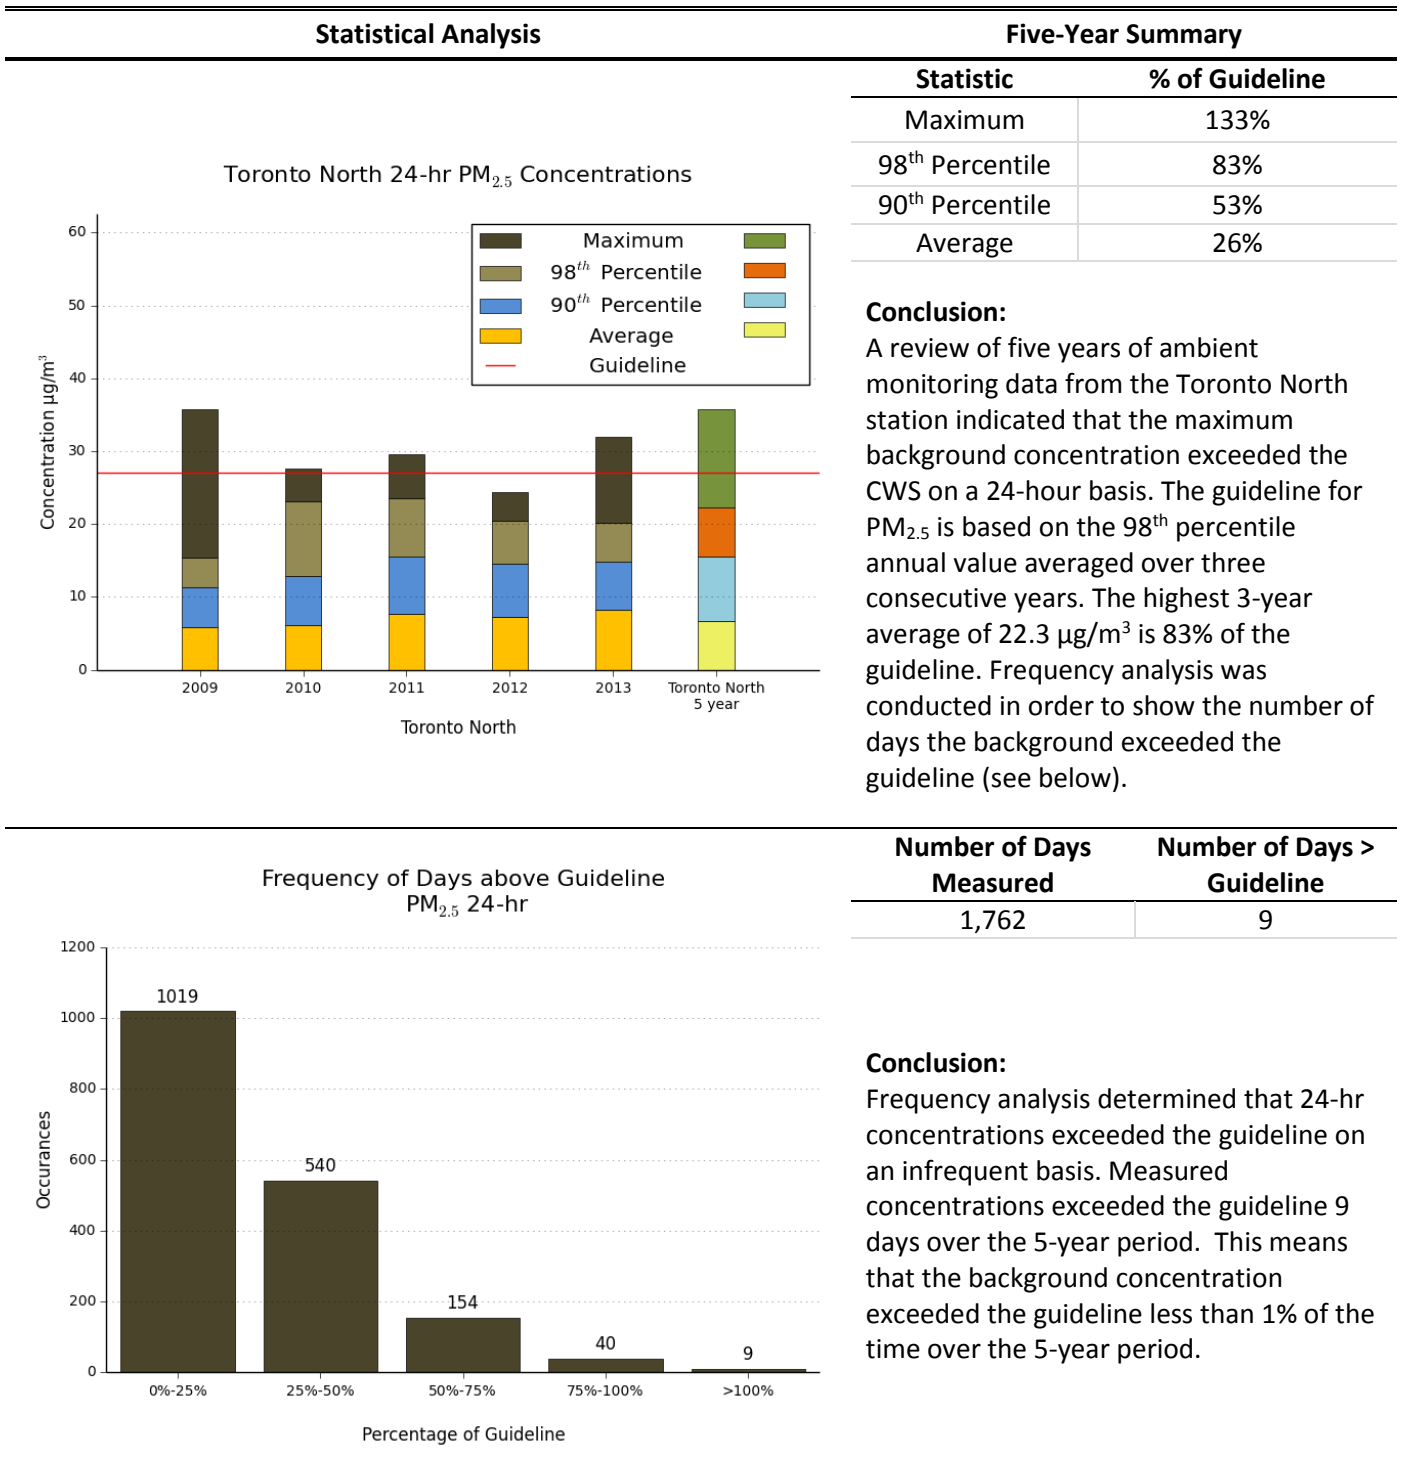 Statistical Analysis
Five-Year Summary
Statistic % of Guideline
Maximum 133%
98th Percentile 83%
90th Percentile 53%
Average 26%
Toronto North 24-hr PM2.5 Concentrations
Maximum
98th Percentile
90th Percentile
Average
Guideline
Concentration µg/m3
60
50
40
30
20
10
0
2009 2010 2011 2012 2013 Toronto North
5 year
Toronto North
Conclusion:
A review of five years of ambient
monitoring data from the Toronto North
station indicated that the maximum
background concentration exceeded the
CWS on a 24-hour basis. The guideline for
PM2.5 is based on the 98th percentile
annual value averaged over three
consecutive years. The highest 3-year
average of 22.3 µg/m3 is 83% of the
guideline. Frequency analysis was
conducted in order to show the number of
days the background exceeded the
guideline (see below).
Frequency of Days above Guideline
PM2.5 24-hr
Occurances
1200
1000
800
600
400
200
0
1019
540
154
40
9
0%-25% 25%-50% 50%-75% 75%-100% >100%
Percentage of Guideline
Number of Days
Measured
Number of Days >
Guideline
1,762 9
Conclusion:
Frequency analysis determined that 24-hr
concentrations exceeded the guideline on
an infrequent basis. Measured
concentrations exceeded the guideline 9
days over the 5-year period. This means
that the background concentration
exceeded the guideline less than 1% of the
time over the 5-year period.